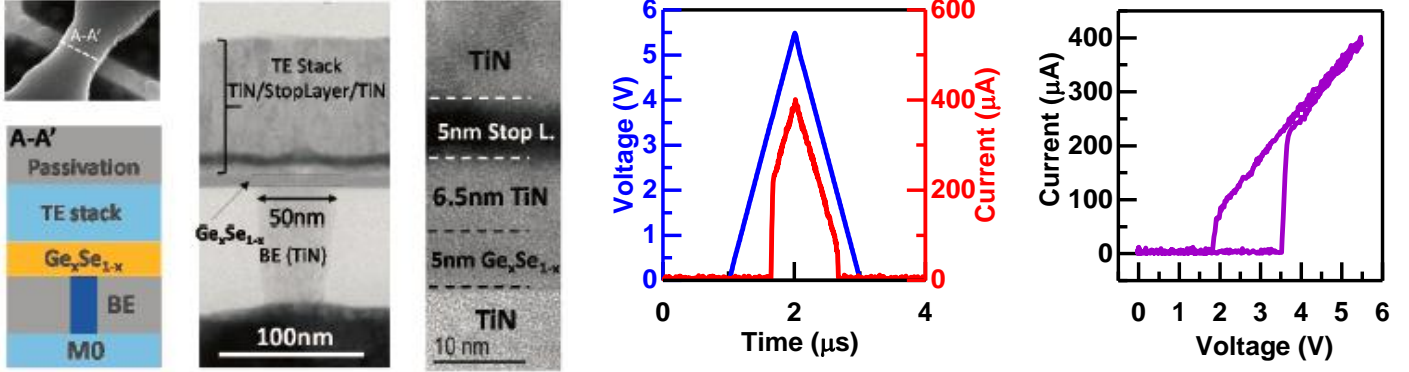 A-A'
A-A'
Passivation
TE stack
GexSe1-x
BE
M0
TE Stack
TiN/StopLayer/TiN
50nm
GexSe1-x
BE (TiN)
100nm
TiN
5nm Stop L.
6.5nm TiN
5nm GexSe1-x
TiN
10 nm
6
5
4
3
2
1
0
Voltage (V)
600
400
200
0
Current (μA)
0 2 4
Time (μs)
400
300
200
100
0
Current (μA)
0 1 2 3 4 5 6
Voltage (V)